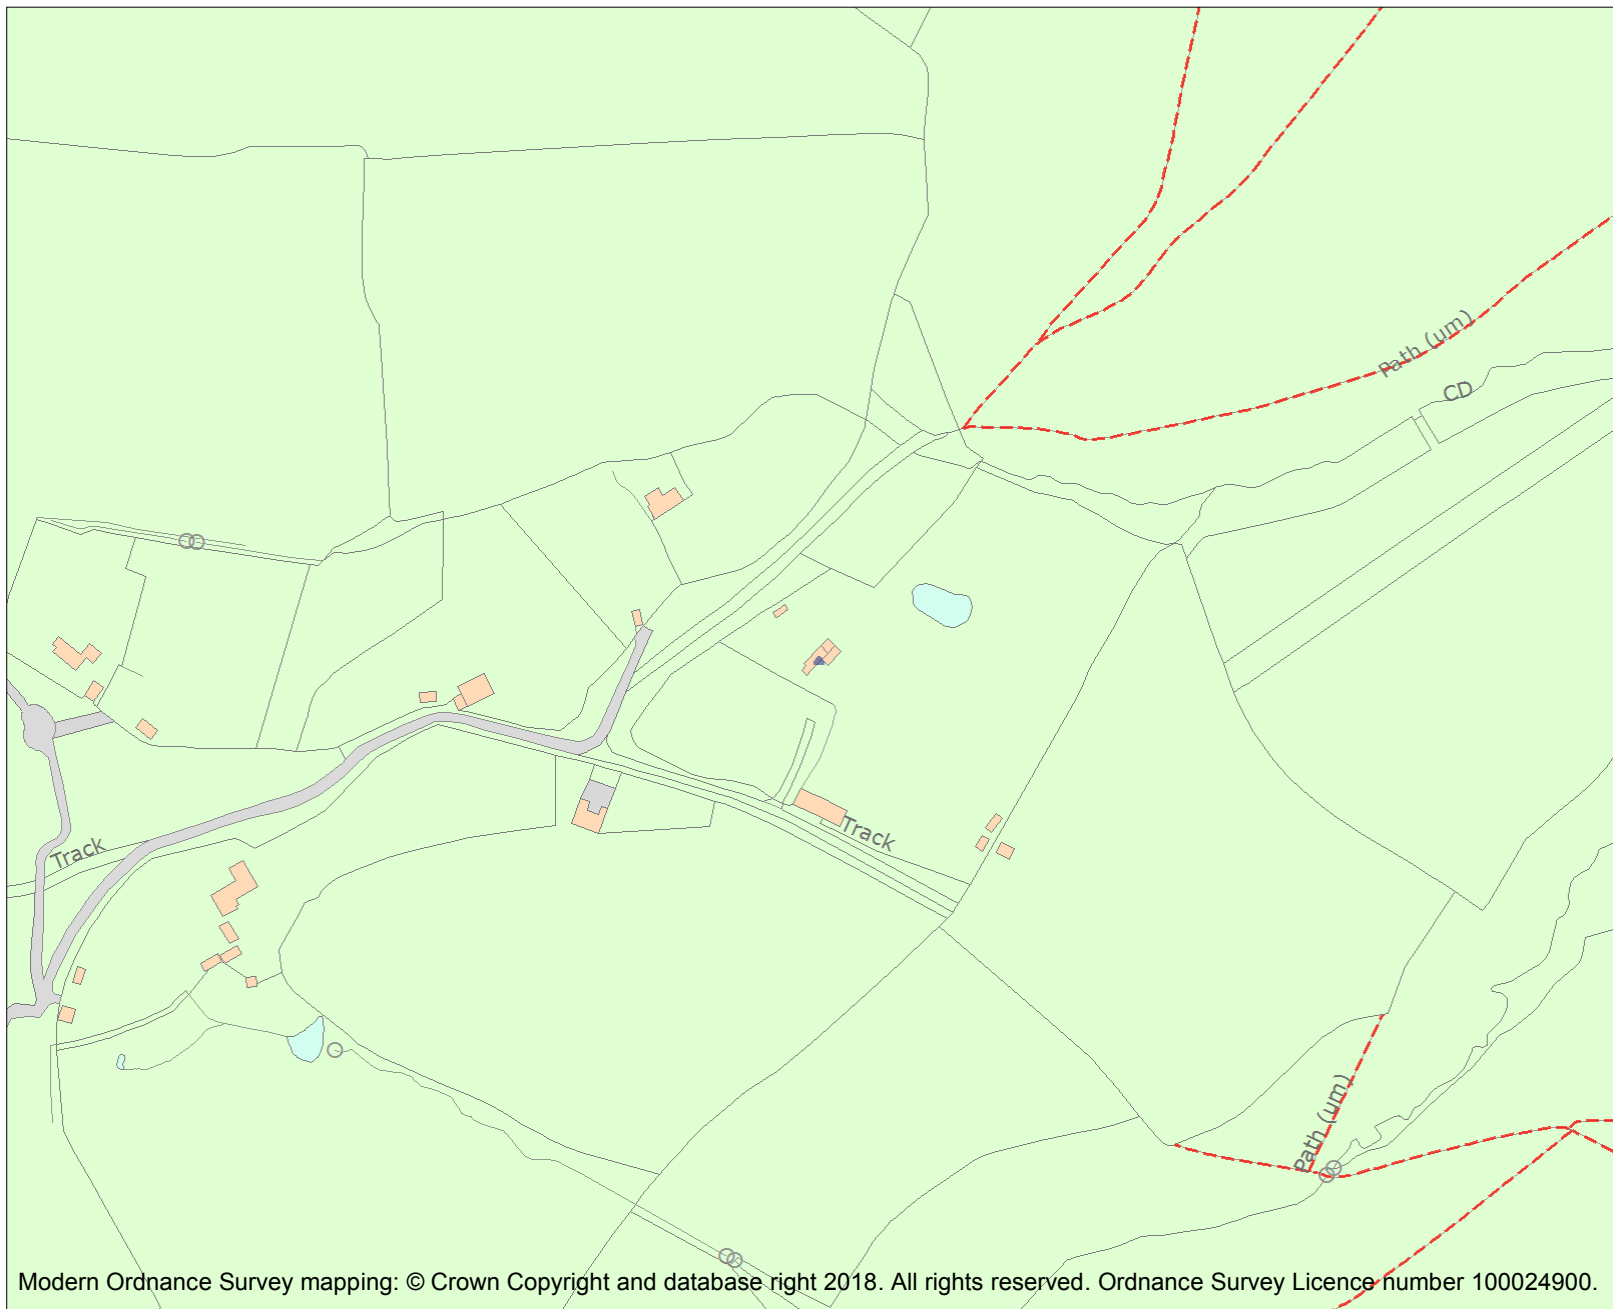 Path (um)
CD
Track
Track
Path (um)
Modern Ordnance Survey mapping: © Crown Copyright and database right 2018. All rights reserved. Ordnance Survey Licence number 100024900.